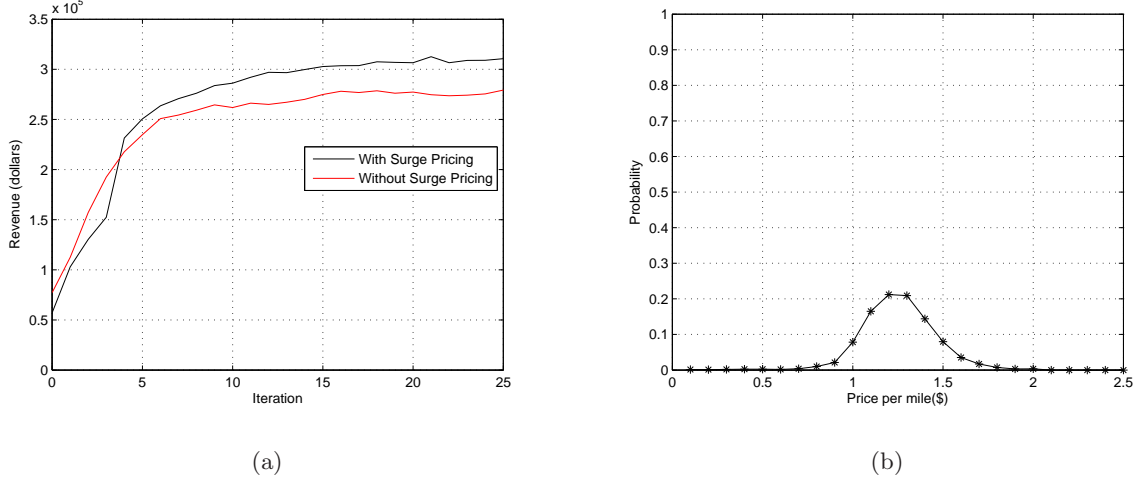 x 10⁵
3.5
3
2.5
2
1.5
1
0.5
0
0 5 10 15 20 25
Iteration
Revenue (dollars)
With Surge Pricing
Without Surge Pricing
(a)
1
0.9
0.8
0.7
0.6
0.5
0.4
0.3
0.2
0.1
0
0 0.5 1 1.5 2 2.5
Price per mile($)
Probability
(b)